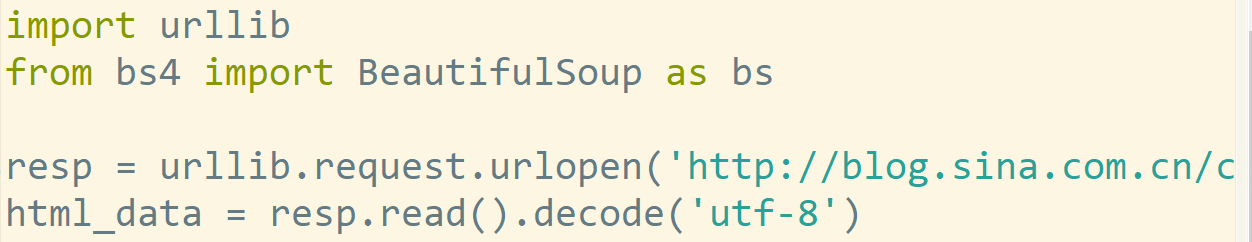 import urllib
from bs4 import BeautifulSoup as bs
resp = urllib.request.urlopen('http://blog.sina.com.cn/c
html_data = resp.read().decode('utf-8')